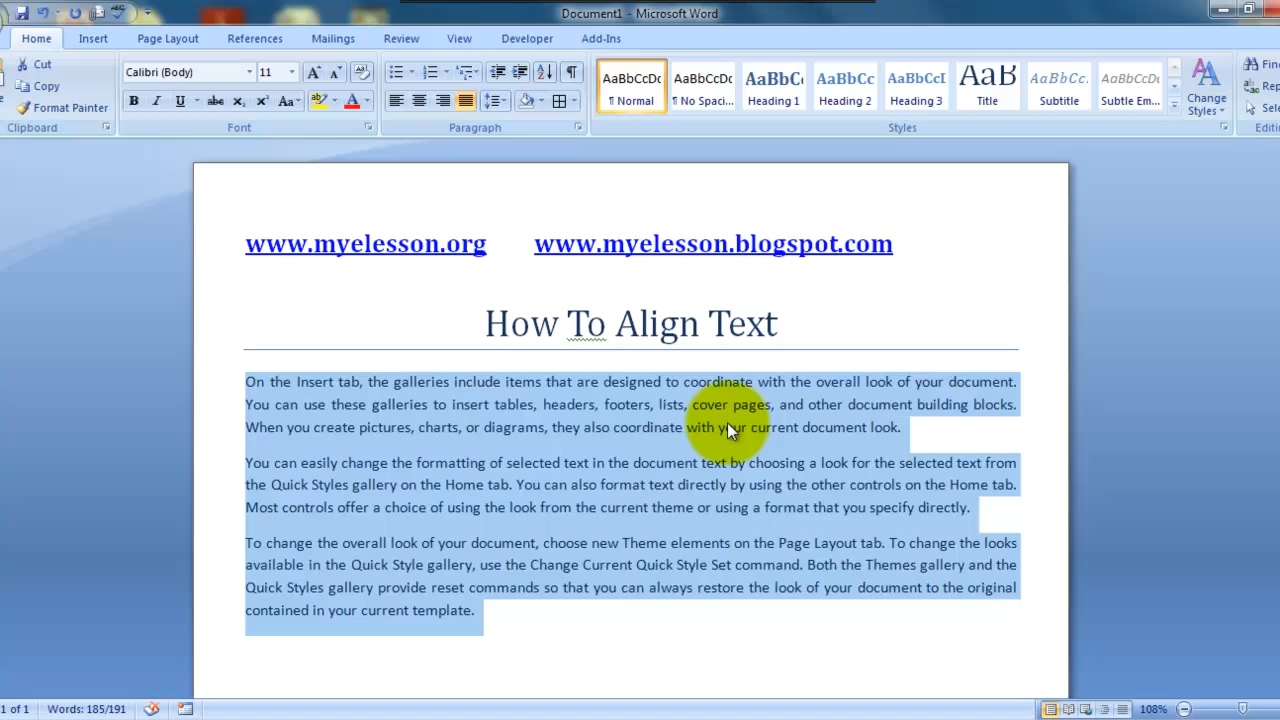 Document1 - Microsoft Word
Home Insert Page Layout References Mailings Review View Developer Add-Ins
Cut
Copy
Format Painter
Clipboard
Calibri (Body) 11
B I U abc x₂ x² Aa
Font
Paragraph
AaBbCcDc AaBbCcDc AaBbC AaBbCc AaBbCcI AaB AaBbCc. AaBbCcD
¶ Normal ¶ No Spaci... Heading 1 Heading 2 Heading 3 Title Subtitle Subtle Em...
Change
Styles
Styles
Editi
www.myelesson.org www.myelesson.blogspot.com
How To Align Text
On the Insert tab, the galleries include items that are designed to coordinate with the overall look of your document.
You can use these galleries to insert tables, headers, footers, lists, cover pages, and other document building blocks.
When you create pictures, charts, or diagrams, they also coordinate with your current document look.
You can easily change the formatting of selected text in the document text by choosing a look for the selected text from
the Quick Styles gallery on the Home tab. You can also format text directly by using the other controls on the Home tab.
Most controls offer a choice of using the look from the current theme or using a format that you specify directly.
To change the overall look of your document, choose new Theme elements on the Page Layout tab. To change the looks
available in the Quick Style gallery, use the Change Current Quick Style Set command. Both the Themes gallery and the
Quick Styles gallery provide reset commands so that you can always restore the look of your document to the original
contained in your current template.
1 of 1 Words: 185/191 108%